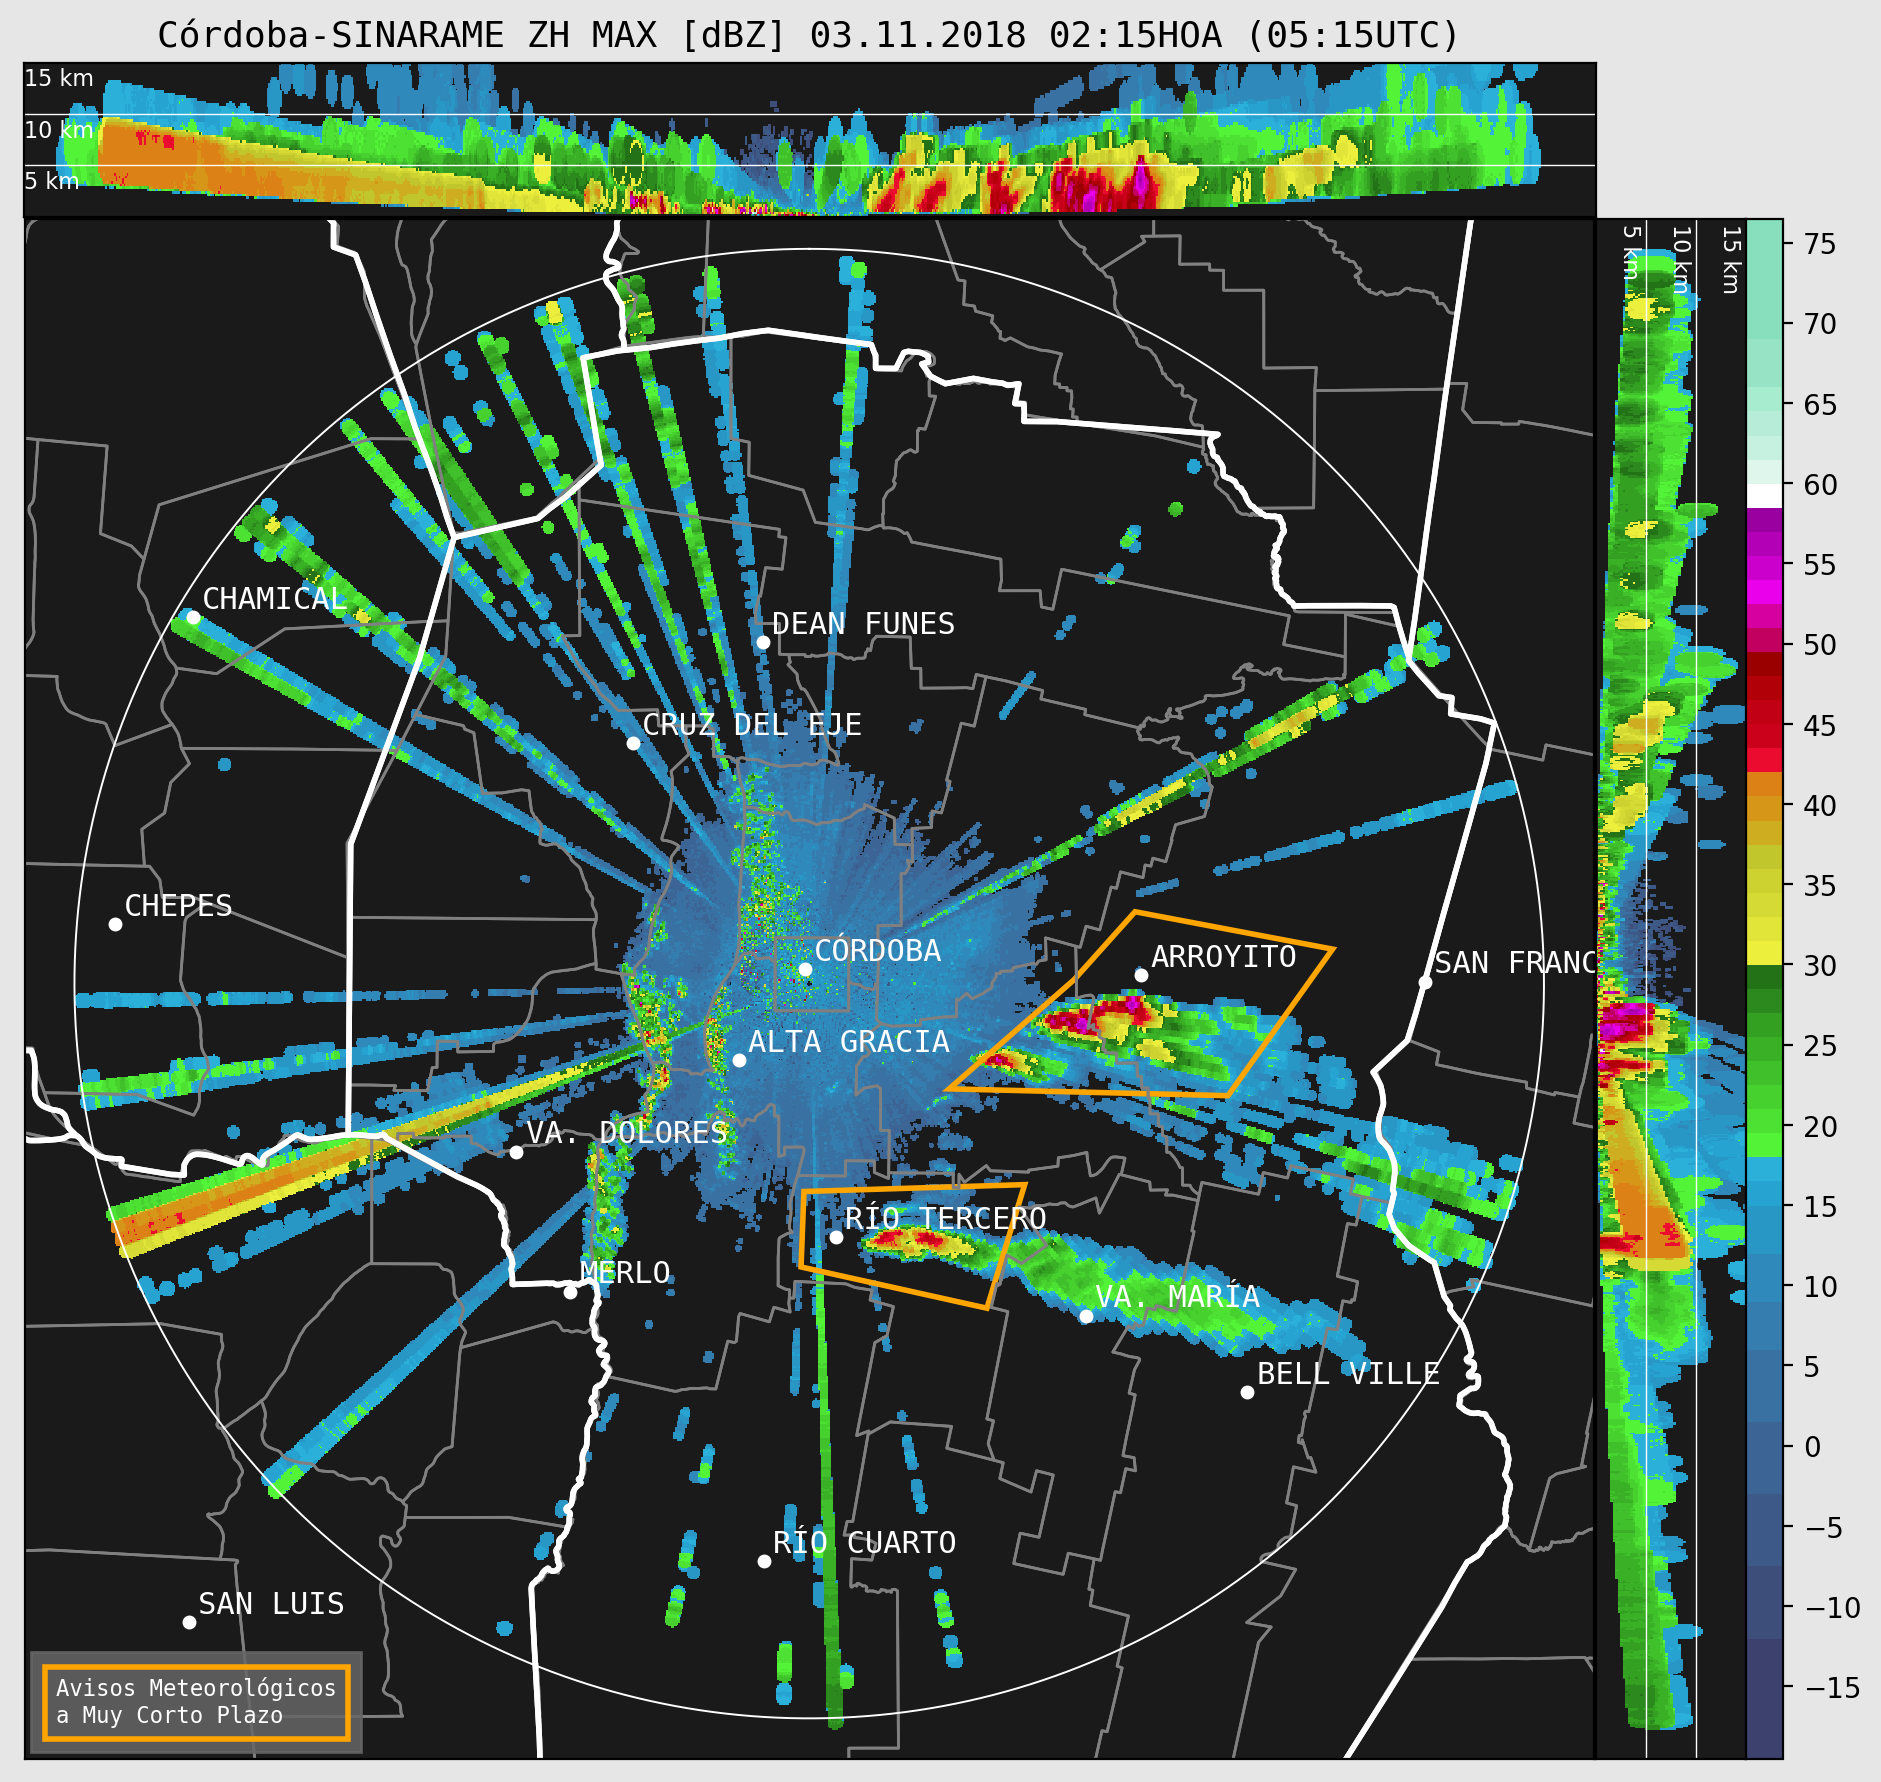 Córdoba-SINARAME ZH MAX [dBZ] 03.11.2018 02:15HOA (05:15UTC)
15 km
10 km
5 km
5 km
10 km
15 km
75
70
65
60
55
50
45
40
35
30
25
20
15
10
5
0
−5
−10
−15
CHAMICAL
DEAN FUNES
CRUZ DEL EJE
CHEPES
CÓRDOBA
ARROYITO
SAN FRANC
ALTA GRACIA
VA. DOLORES
RÍO TERCERO
MERLO
VA. MARÍA
BELL VILLE
RÍO CUARTO
SAN LUIS
Avisos Meteorológicos
a Muy Corto Plazo